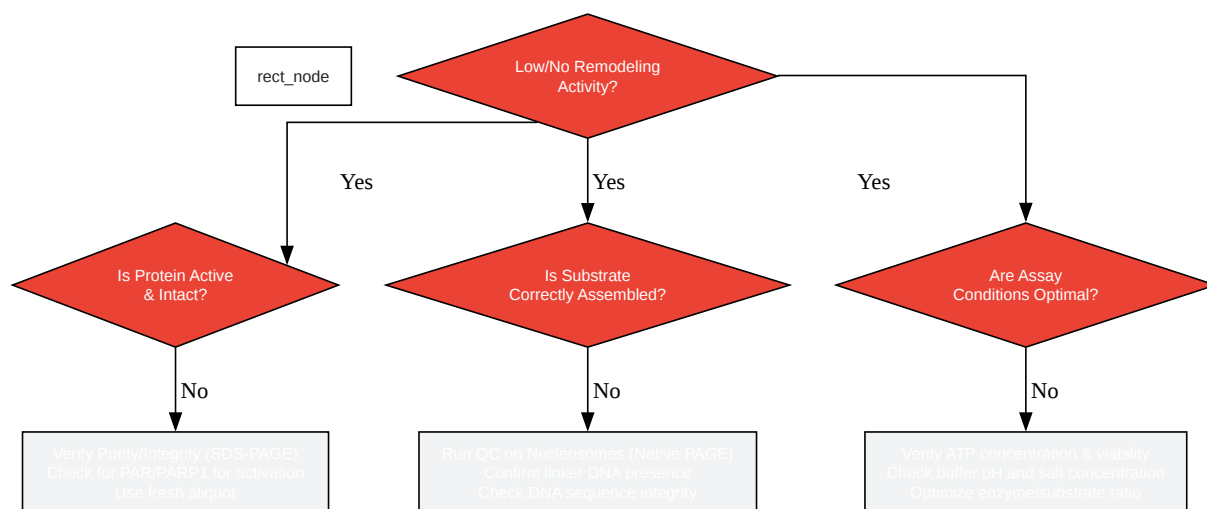 rect_node
Low/No Remodeling
Activity?
Yes
Yes
Yes
Is Protein Active
& Intact?
Is Substrate
Correctly Assembled?
Are Assay
Conditions Optimal?
No
No
No
Verify Purity/Integrity (SDS-PAGE)
Check for PAR/PARP1 for activation
Use fresh aliquot
Run QC on Nucleosomes (Native PAGE)
Confirm linker DNA presence
Check DNA sequence integrity
Verify ATP concentration & viability
Check buffer pH and salt concentration
Optimize enzyme/substrate ratio